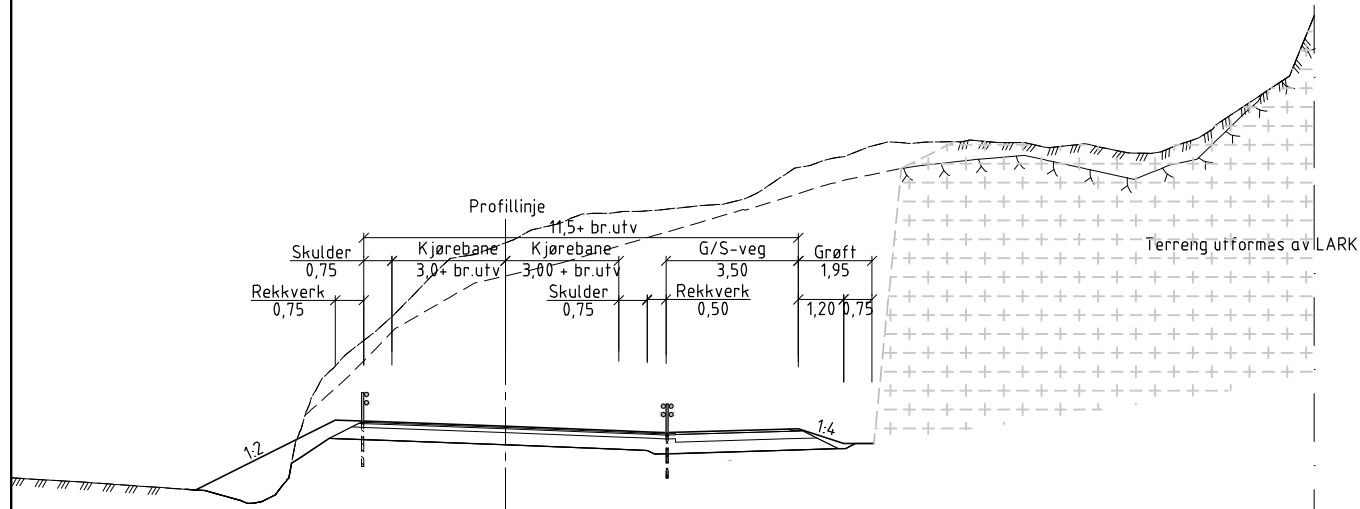 Profillinje
11,5+ br.utv
Skulder
0,75
Kjørebane
3,0+ br.utv
Kjørebane
3,00 + br.utv
G/S-veg
3,50
Grøft
1,95
Terreng utformes av LARK
Rekkverk
0,75
Skulder
0,75
Rekkverk
0,50
1,20
0,75
1:2
1:4